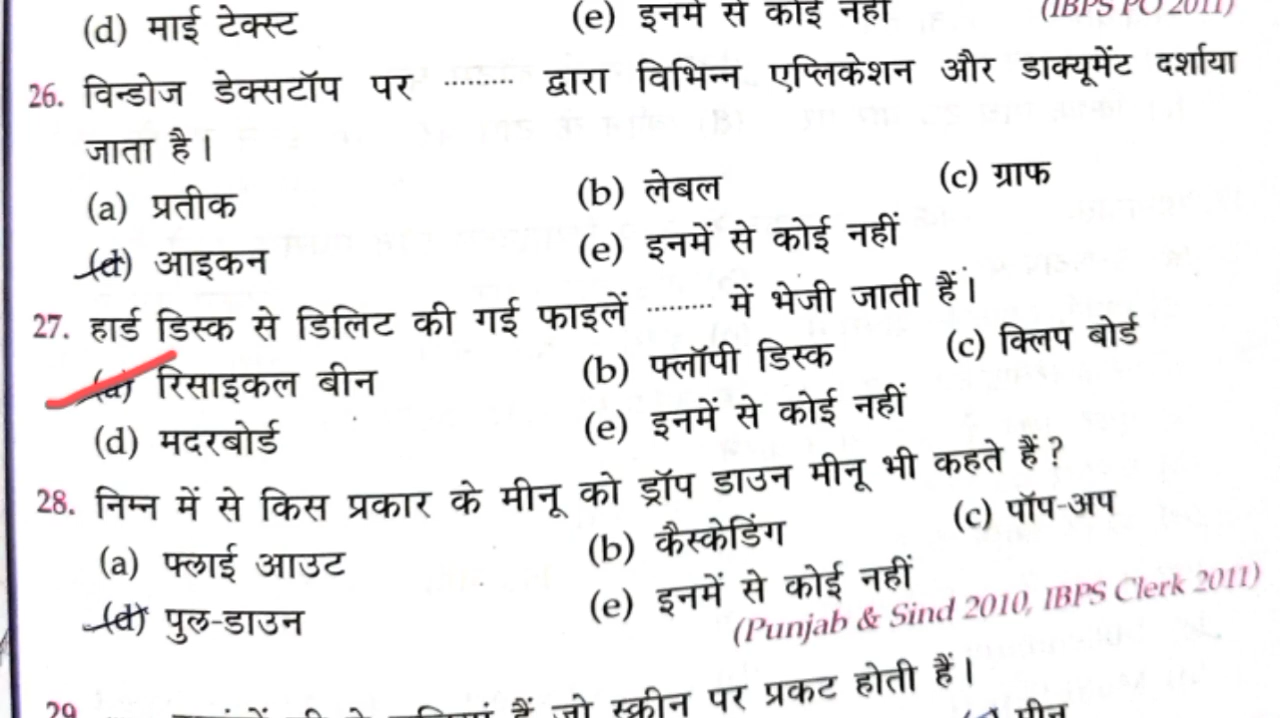 (d) माई टेक्स्ट (e) इनमें से कोई नहीं (IBPS PO 2011)
26. विन्डोज डेक्सटॉप पर ......... द्वारा विभिन्न एप्लिकेशन और डाक्यूमेंट दर्शाया
जाता है।
(a) प्रतीक (b) लेबल (c) ग्राफ
(d) आइकन (e) इनमें से कोई नहीं
27. हार्ड डिस्क से डिलिट की गई फाइलें ......... में भेजी जाती हैं।
(a) रिसाइकल बीन (b) फ्लॉपी डिस्क (c) क्लिप बोर्ड
(d) मदरबोर्ड (e) इनमें से कोई नहीं
28. निम्न में से किस प्रकार के मीनू को ड्रॉप डाउन मीनू भी कहते हैं?
(a) फ्लाई आउट (b) कैस्केडिंग (c) पॉप-अप
(d) पुल-डाउन (e) इनमें से कोई नहीं
(Punjab & Sind 2010, IBPS Clerk 2011)
29 हैं जो स्क्रीन पर प्रकट होती हैं।